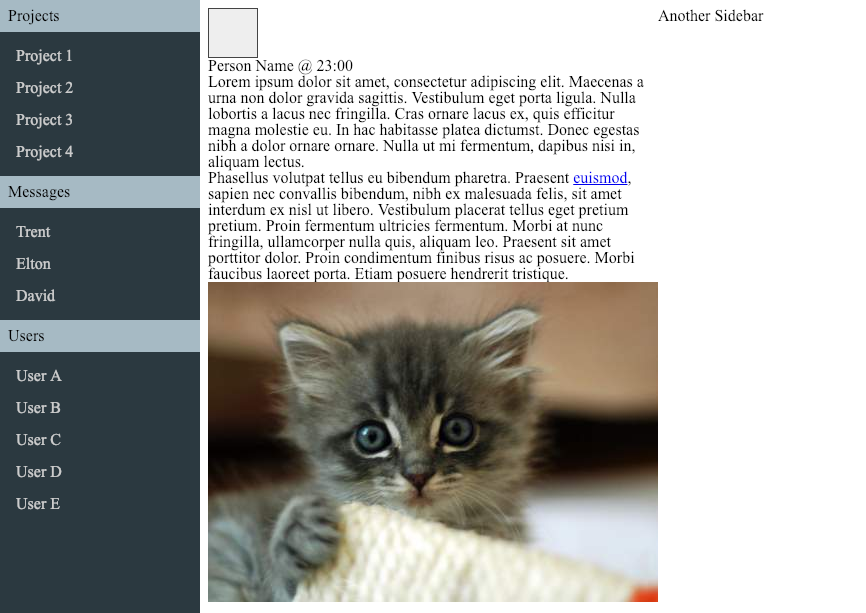 Projects
Project 1
Project 2
Project 3
Project 4
Messages
Trent
Elton
David
Users
User A
User B
User C
User D
User E
Person Name @ 23:00
Lorem ipsum dolor sit amet, consectetur adipiscing elit. Maecenas a
urna non dolor gravida sagittis. Vestibulum eget porta ligula. Nulla
lobortis a lacus nec fringilla. Cras ornare lacus ex, quis efficitur
magna molestie eu. In hac habitasse platea dictumst. Donec egestas
nibh a dolor ornare ornare. Nulla ut mi fermentum, dapibus nisi in,
aliquam lectus.
Phasellus volutpat tellus eu bibendum pharetra. Praesent euismod,
sapien nec convallis bibendum, nibh ex malesuada felis, sit amet
interdum ex nisl ut libero. Vestibulum placerat tellus eget pretium
pretium. Proin fermentum ultricies fermentum. Morbi at nunc
fringilla, ullamcorper nulla quis, aliquam leo. Praesent sit amet
porttitor dolor. Proin condimentum finibus risus ac posuere. Morbi
faucibus laoreet porta. Etiam posuere hendrerit tristique.
Another Sidebar